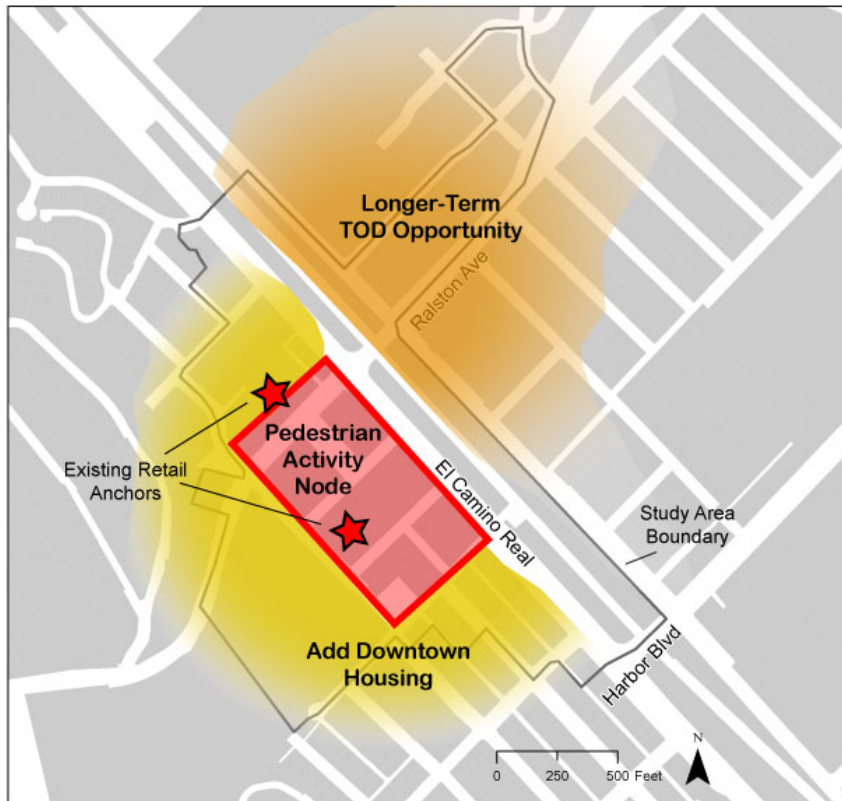 Longer-Term
TOD Opportunity
Ralston Ave
Pedestrian
Activity
Node
Existing Retail
Anchors
El Camino Real
Study Area
Boundary
Add Downtown
Housing
Harbor Blvd
N
0 250 500 Feet